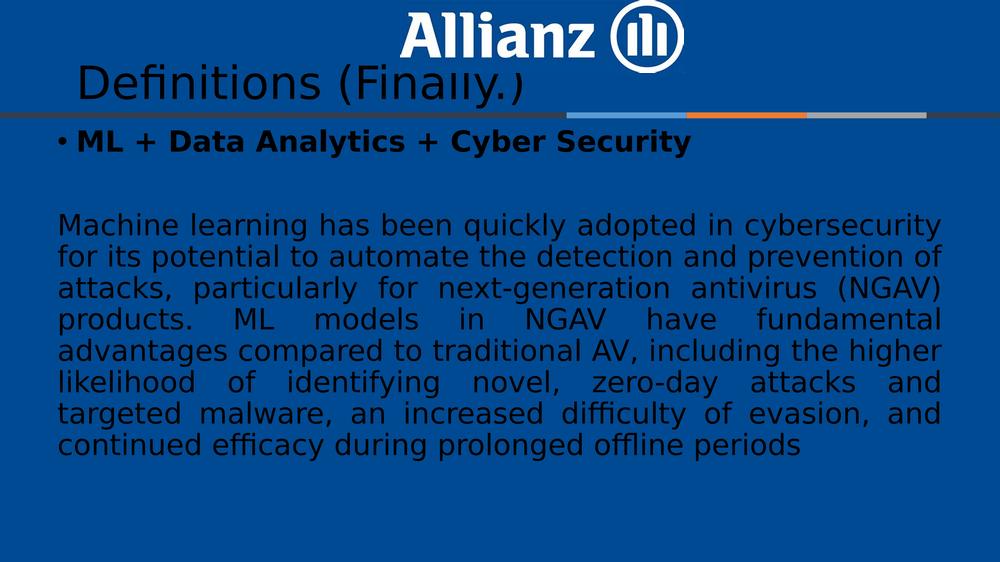 Allianz
Definitions (Finally.)
• ML + Data Analytics + Cyber Security
Machine learning has been quickly adopted in cybersecurity
for its potential to automate the detection and prevention of
attacks, particularly for next-generation antivirus (NGAV)
products. ML models in NGAV have fundamental
advantages compared to traditional AV, including the higher
likelihood of identifying novel, zero-day attacks and
targeted malware, an increased difficulty of evasion, and
continued efficacy during prolonged offline periods